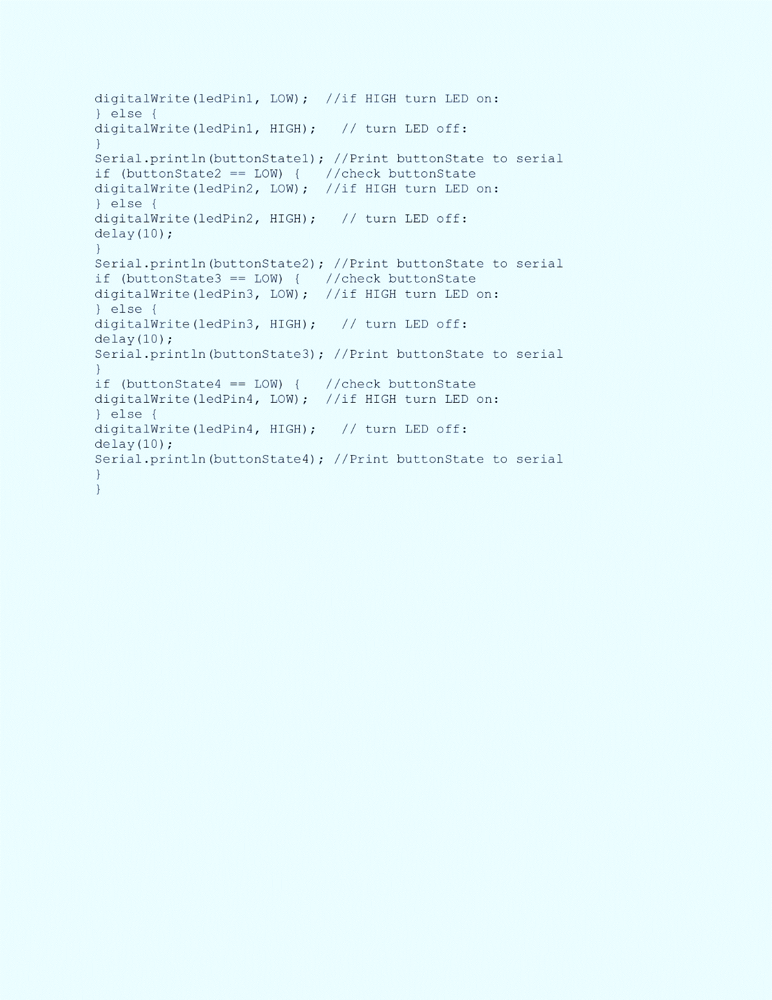 digitalWrite(ledPin1, LOW);  //if HIGH turn LED on:
} else {
digitalWrite(ledPin1, HIGH);   // turn LED off:
}
Serial.println(buttonState1); //Print buttonState to serial
if (buttonState2 == LOW) {   //check buttonState
digitalWrite(ledPin2, LOW);  //if HIGH turn LED on:
} else {
digitalWrite(ledPin2, HIGH);   // turn LED off:
delay(10);
}
Serial.println(buttonState2); //Print buttonState to serial
if (buttonState3 == LOW) {   //check buttonState
digitalWrite(ledPin3, LOW);  //if HIGH turn LED on:
} else {
digitalWrite(ledPin3, HIGH);   // turn LED off:
delay(10);
Serial.println(buttonState3); //Print buttonState to serial
}
if (buttonState4 == LOW) {   //check buttonState
digitalWrite(ledPin4, LOW);  //if HIGH turn LED on:
} else {
digitalWrite(ledPin4, HIGH);   // turn LED off:
delay(10);
Serial.println(buttonState4); //Print buttonState to serial
}
}